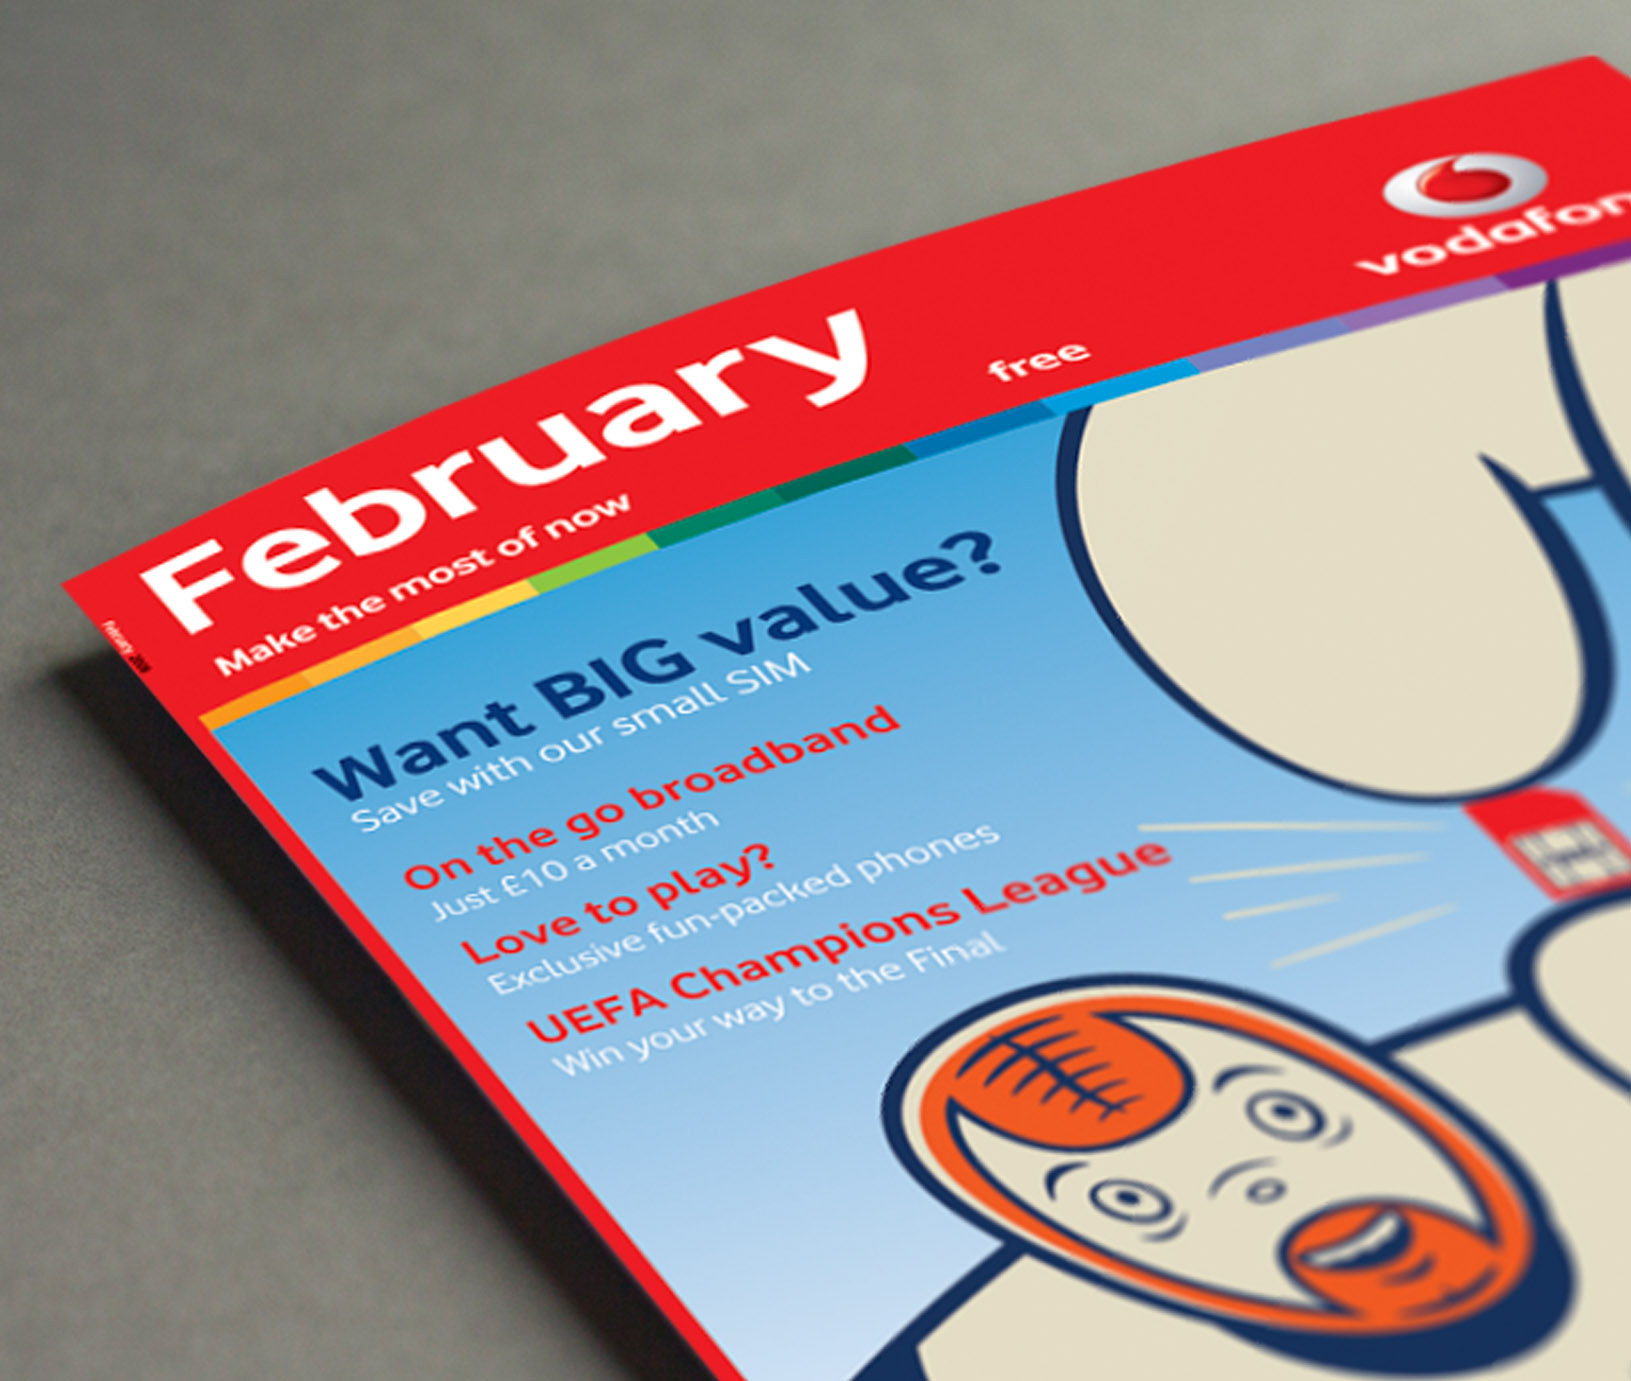 February
free
vodafon
Make the most of now
February
Want BIG value?
Save with our small SIM
On the go broadband
Just £10 a month
Love to play?
Exclusive fun-packed phones
UEFA Champions League
Win your way to the Final